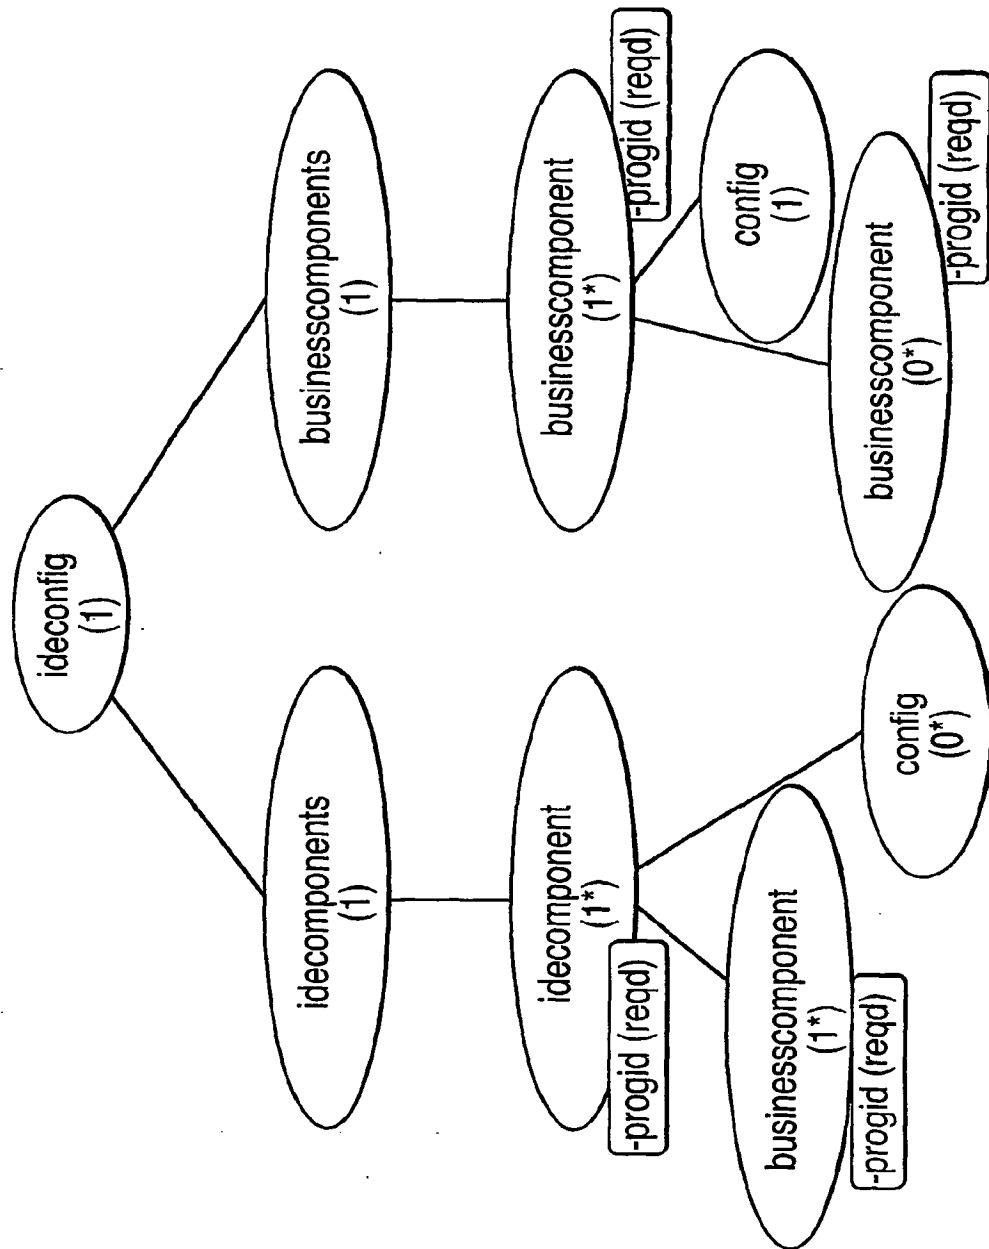 ideconfig
(1)
idecomponents
(1)
businesscomponents
(1)
idecomponent
(1*)
-progid (reqd)
businesscomponent
(1*)
-progid (reqd)
businesscomponent
(1*)
-progid (reqd)
config
(0*)
config
(1)
businesscomponent
(0*)
-progid (reqd)